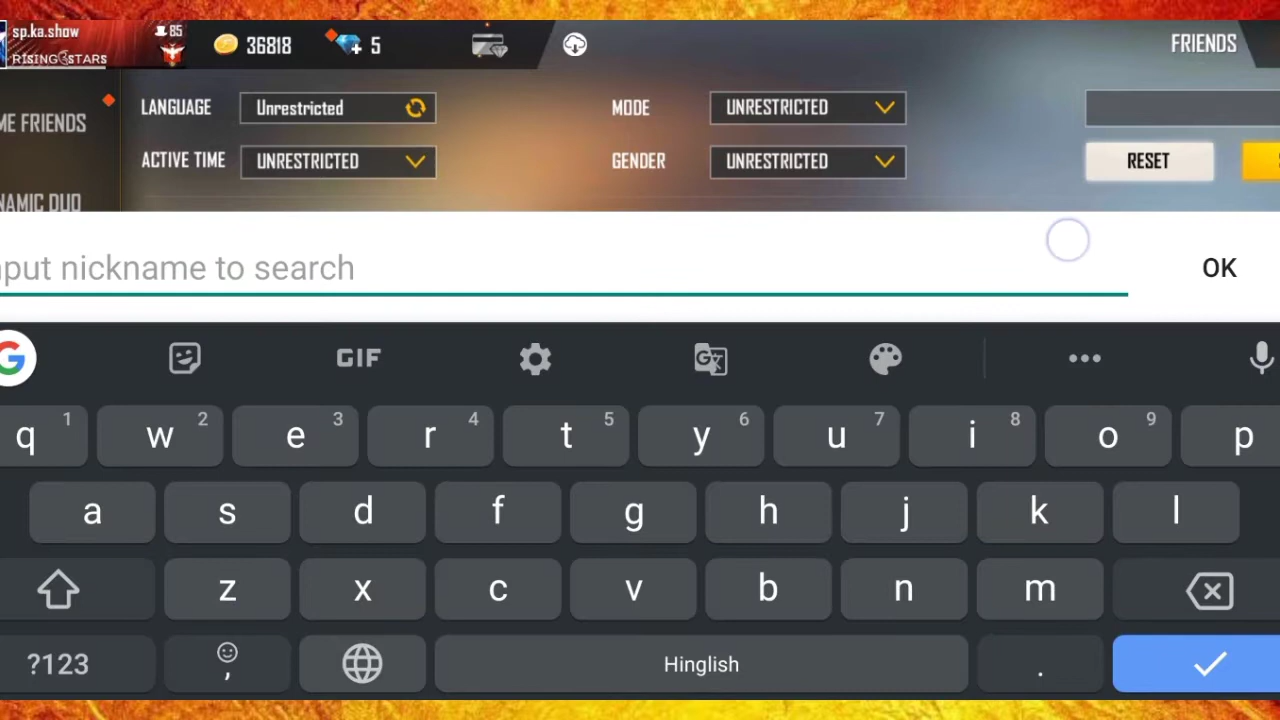 sp.ka.show
85
36818
5
FRIENDS
RISING STARS
LANGUAGE
Unrestricted
MODE
UNRESTRICTED
ME FRIENDS
ACTIVE TIME
UNRESTRICTED
GENDER
UNRESTRICTED
RESET
NAMIC DUO
nput nickname to search
OK
G
GIF
G
q 1 w 2 e 3 r 4 t 5 y 6 u 7 i 8 o 9 p
a s d f g h j k l
z x c v b n m
?123 , Hinglish .